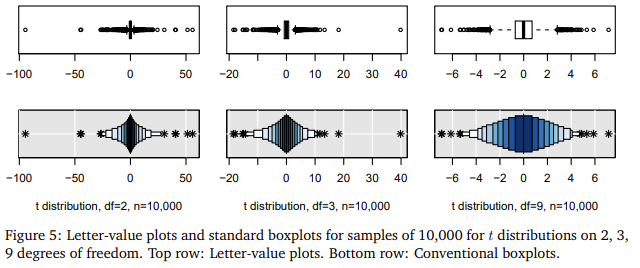 −100 −50 0 50
−20 −10 0 10 20 30 40
−6 −4 −2 0 2 4 6
−100 −50 0 50
−20 −10 0 10 20 30 40
−6 −4 −2 0 2 4 6
t distribution, df=2, n=10,000
t distribution, df=3, n=10,000
t distribution, df=9, n=10,000
Figure 5: Letter-value plots and standard boxplots for samples of 10,000 for t distributions on 2, 3,
9 degrees of freedom. Top row: Letter-value plots. Bottom row: Conventional boxplots.